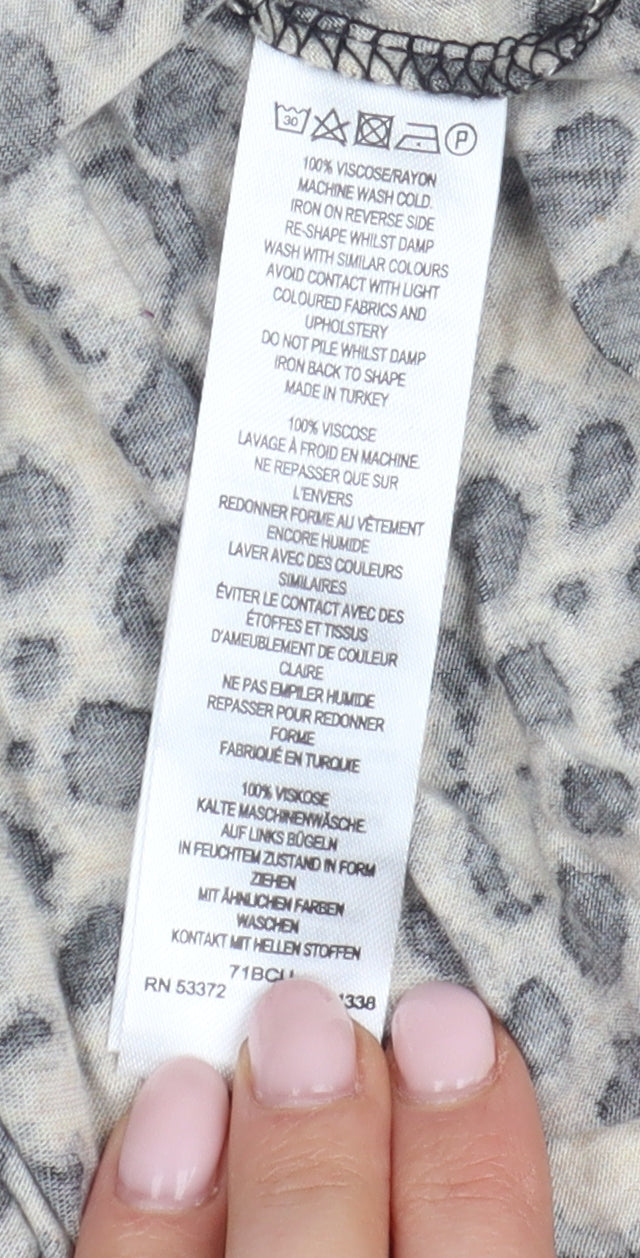 30 P
100% VISCOSE/RAYON
MACHINE WASH COLD.
IRON ON REVERSE SIDE
RE-SHAPE WHILST DAMP
WASH WITH SIMILAR COLOURS
AVOID CONTACT WITH LIGHT
COLOURED FABRICS AND
UPHOLSTERY
DO NOT PILE WHILST DAMP
IRON BACK TO SHAPE
MADE IN TURKEY
100% VISCOSE
LAVAGE À FROID EN MACHINE.
NE REPASSER QUE SUR
L'ENVERS
REDONNER FORME AU VÊTEMENT
ENCORE HUMIDE
LAVER AVEC DES COULEURS
SIMILAIRES
ÉVITER LE CONTACT AVEC DES
ÉTOFFES ET TISSUS
D'AMEUBLEMENT DE COULEUR
CLAIRE
NE PAS EMPILER HUMIDE
REPASSER POUR REDONNER
FORME
FABRIQUÉ EN TURQUIE
100% VISKOSE
KALTE MASCHINENWÄSCHE.
AUF LINKS BÜGELN
IN FEUCHTEM ZUSTAND IN FORM
ZIEHEN
MIT ÄHNLICHEN FARBEN
WASCHEN
KONTAKT MIT HELLEN STOFFEN
RN 53372